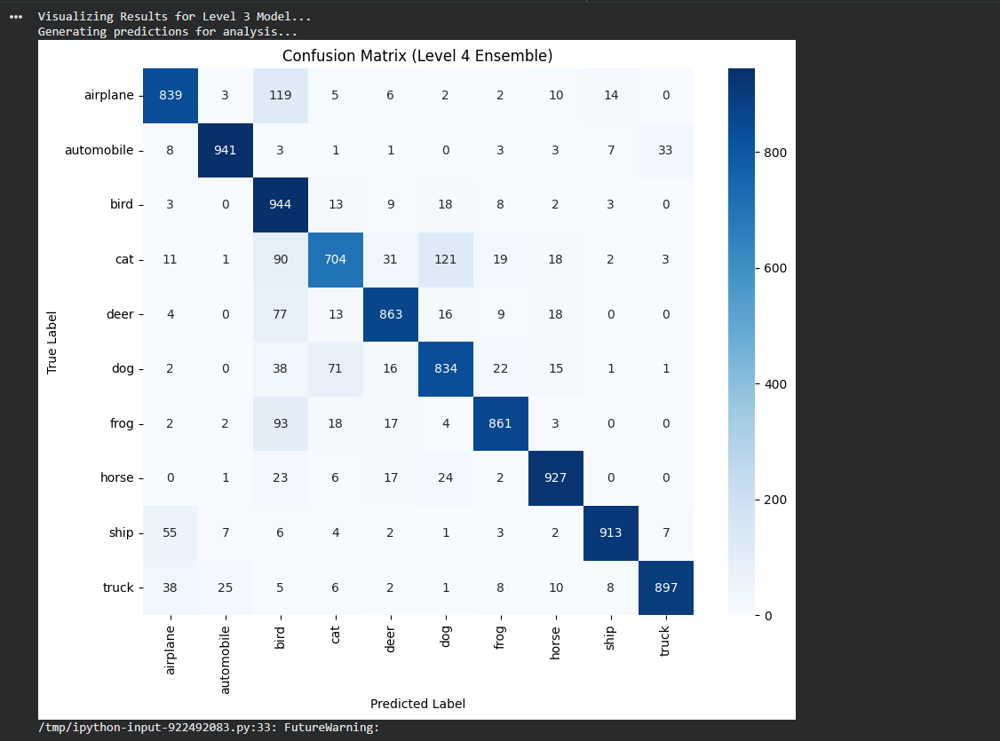 Visualizing Results for Level 3 Model...
Generating predictions for analysis...
Confusion Matrix (Level 4 Ensemble)
airplane 839 3 119 5 6 2 2 10 14 0
automobile 8 941 3 1 1 0 3 3 7 33
bird 3 0 944 13 9 18 8 2 3 0
cat 11 1 90 704 31 121 19 18 2 3
deer 4 0 77 13 863 16 9 18 0 0
dog 2 0 38 71 16 834 22 15 1 1
frog 2 2 93 18 17 4 861 3 0 0
horse 0 1 23 6 17 24 2 927 0 0
ship 55 7 6 4 2 1 3 2 913 7
truck 38 25 5 6 2 1 8 10 8 897
True Label
airplane automobile bird cat deer dog frog horse ship truck
Predicted Label
800
600
400
200
0
/tmp/ipython-input-922492083.py:33: FutureWarning: